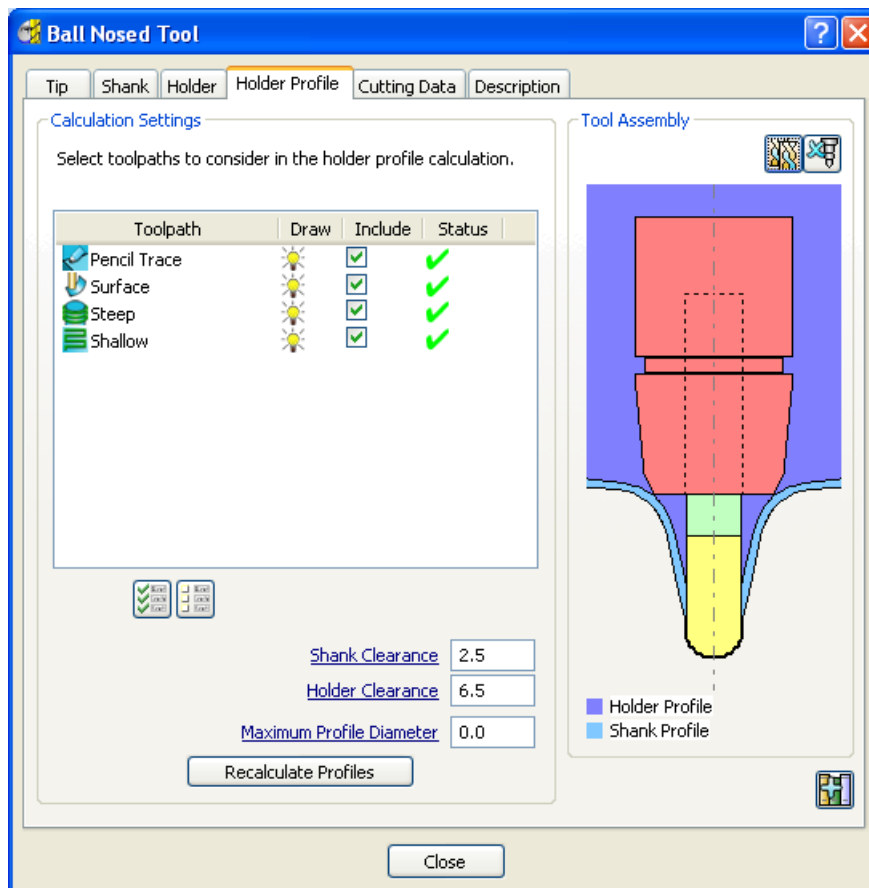 Ball Nosed Tool
Tip Shank Holder Holder Profile Cutting Data Description
Calculation Settings
Select toolpaths to consider in the holder profile calculation.
Toolpath Draw Include Status
Pencil Trace
Surface
Steep
Shallow
Shank Clearance 2.5
Holder Clearance 6.5
Maximum Profile Diameter 0.0
Recalculate Profiles
Tool Assembly
Holder Profile
Shank Profile
Close